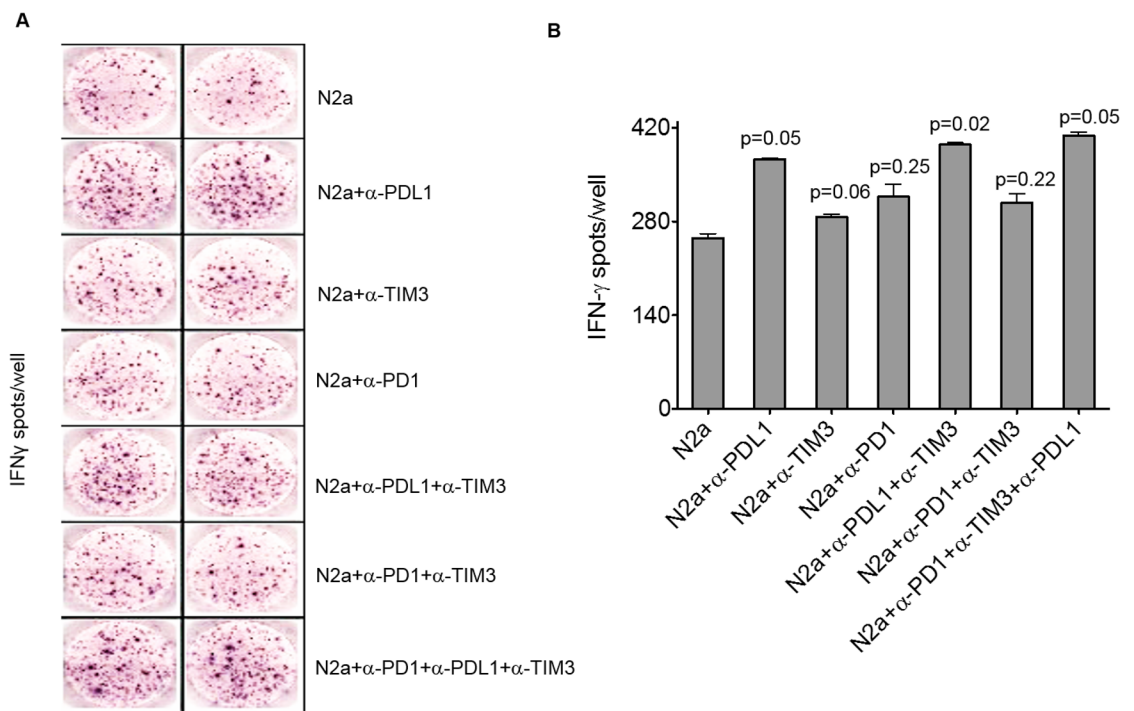 A
IFNγ spots/well
N2a
N2a+α-PDL1
N2a+α-TIM3
N2a+α-PD1
N2a+α-PDL1+α-TIM3
N2a+α-PD1+α-TIM3
N2a+α-PD1+α-PDL1+α-TIM3
B
IFN-γ spots/well
420
280
140
0
p=0.05
p=0.06
p=0.25
p=0.02
p=0.22
p=0.05
N2a
N2a+α-PDL1
N2a+α-TIM3
N2a+α-PD1
N2a+α-PDL1+α-TIM3
N2a+α-PD1+α-TIM3
N2a+α-PD1+α-TIM3+α-PDL1